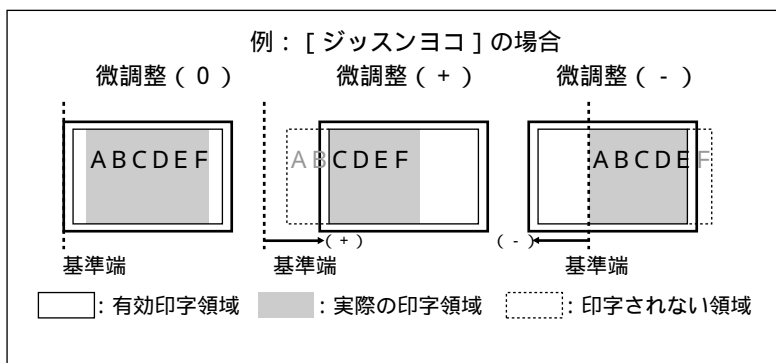 例：[ ジッスンヨコ ] の場合
微調整（ 0 ） 微調整（ + ） 微調整（ - ）
ABCDEF ABCDEF ABCDEF
( + ) ( - )
基準端 基準端 基準端
：有効印字領域 ：実際の印字領域 ：印字されない領域